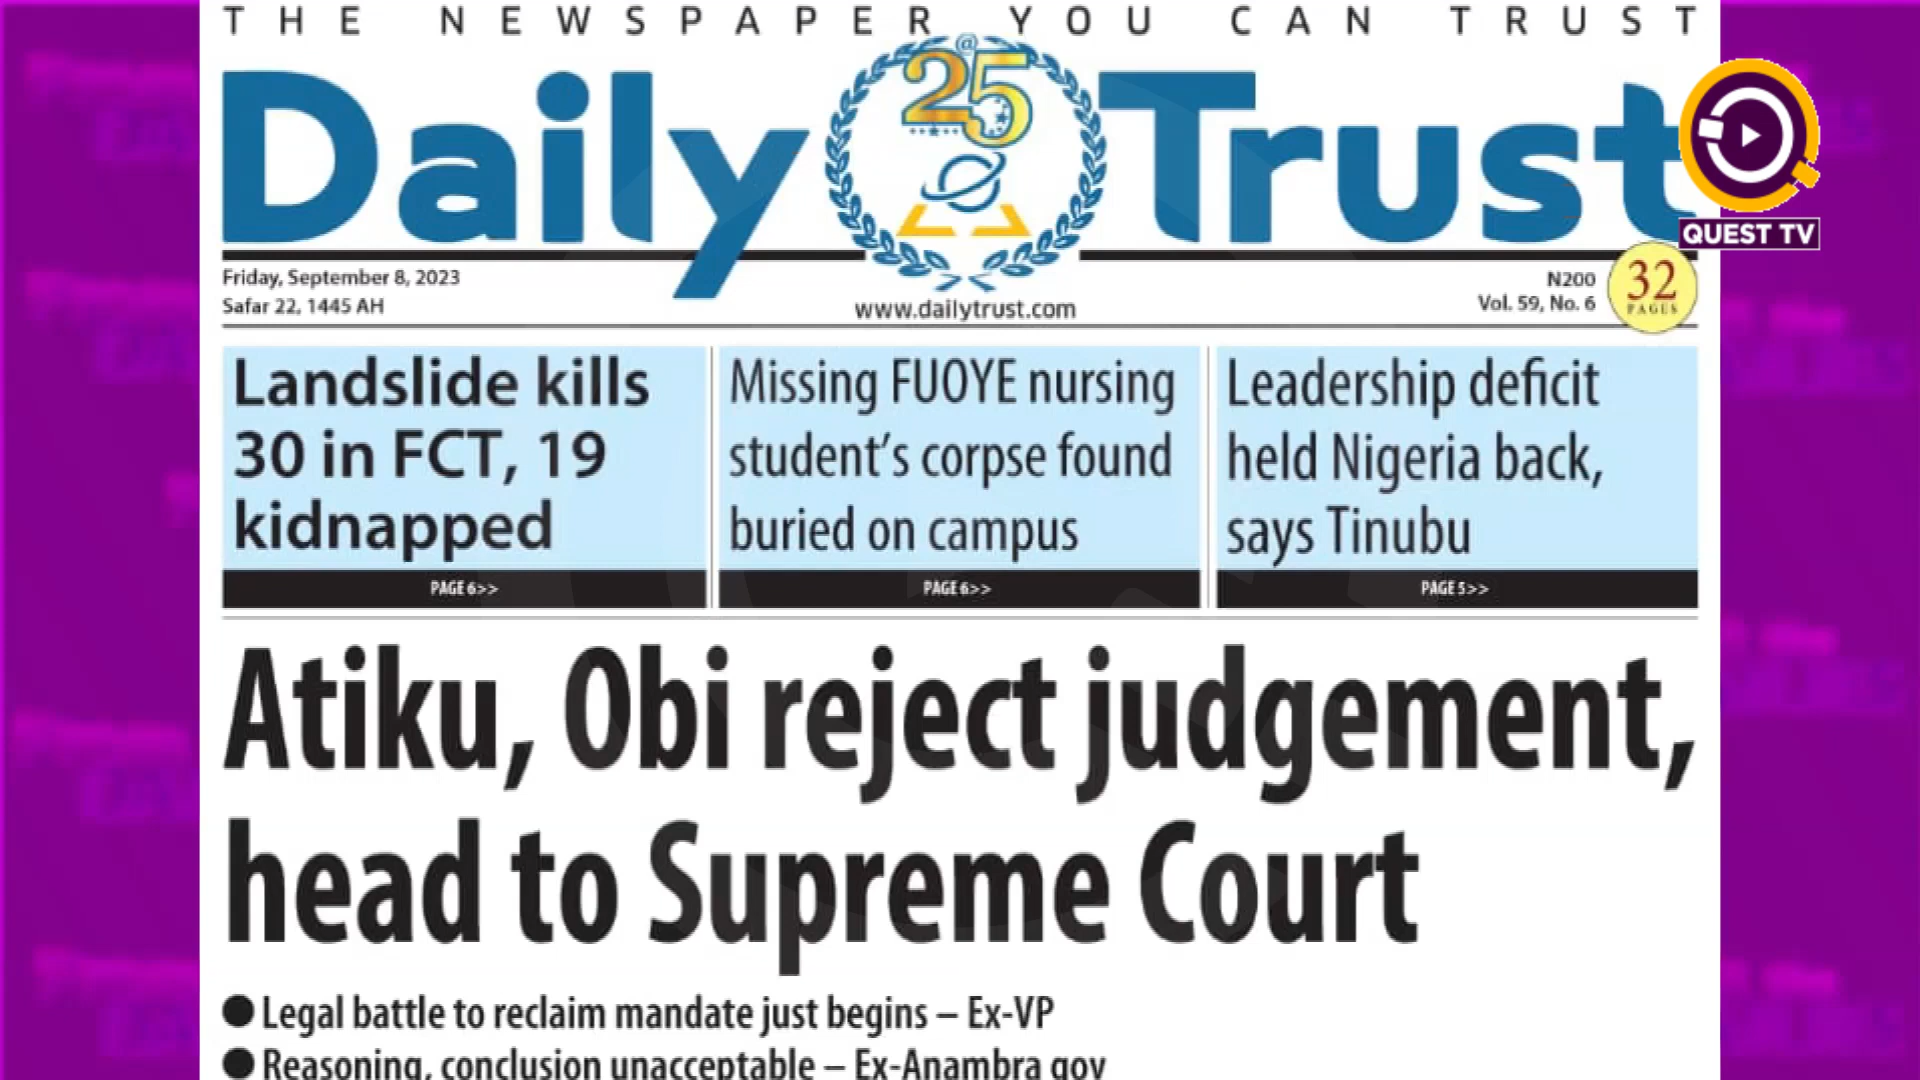 THE NEWSPAPER YOU CAN TRUST
Daily Trust
@
25
QUEST TV
Friday, September 8, 2023
Safar 22, 1445 AH
www.dailytrust.com
N200
Vol. 59, No. 6
32
PAGES
Landslide kills
30 in FCT, 19
kidnapped
PAGE 6>>
Missing FUOYE nursing
student's corpse found
buried on campus
PAGE 6>>
Leadership deficit
held Nigeria back,
says Tinubu
PAGE 5>>
Atiku, Obi reject judgement,
head to Supreme Court
● Legal battle to reclaim mandate just begins – Ex-VP
● Reasoning, conclusion unacceptable – Ex-Anambra gov